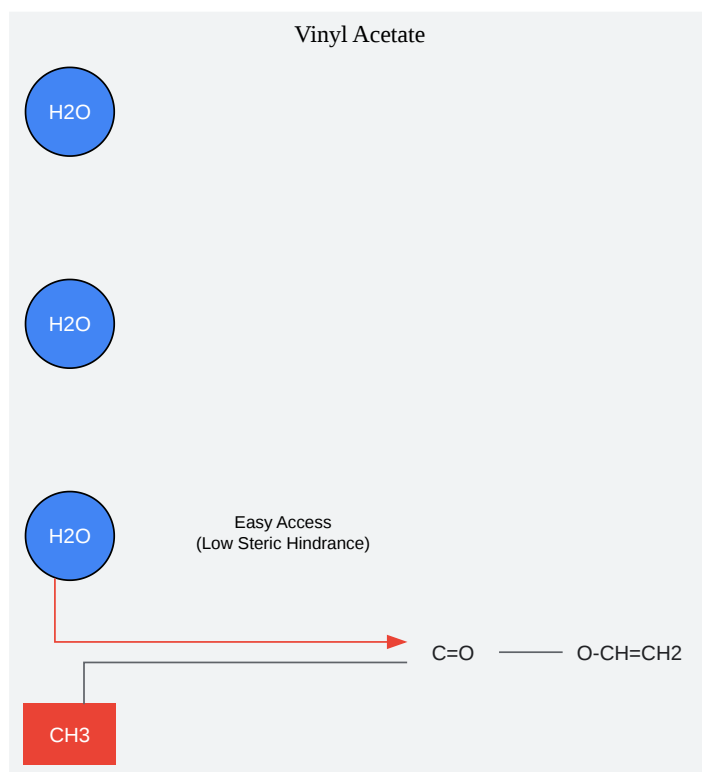 Vinyl Acetate
H2O
H2O
H2O
Easy Access
(Low Steric Hindrance)
C=O
O-CH=CH2
CH3